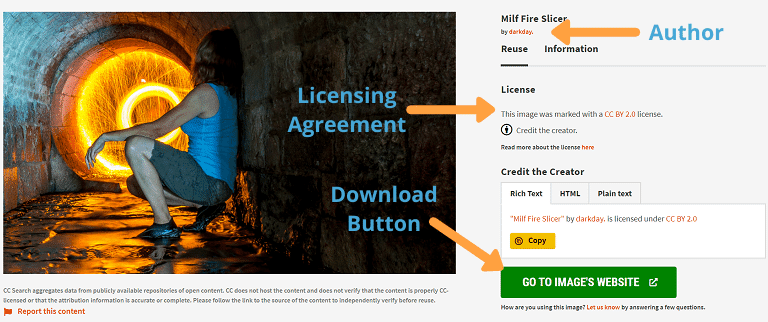 Milf Fire Slicer
by darkday.
Author
Reuse Information
License
This image was marked with a CC BY 2.0 license.
Credit the creator.
Read more about the license here
Licensing
Agreement
Credit the Creator
Rich Text HTML Plain text
"Milf Fire Slicer" by darkday. is licensed under CC BY 2.0
Copy
Download
Button
GO TO IMAGE'S WEBSITE
How are you using this image? Let us know by answering a few questions.
CC Search aggregates data from publicly available repositories of open content. CC does not host the content and does not verify that the content is properly CC-
licensed or that the attribution information is accurate or complete. Please follow the link to the source of the content to independently verify before reuse.
Report this content